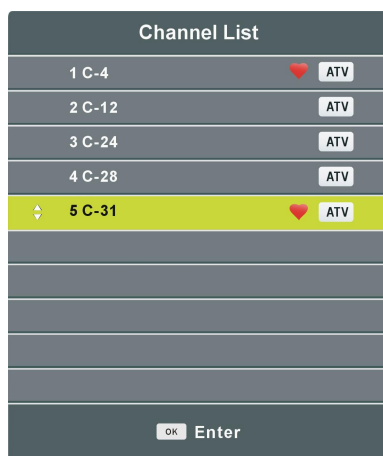 Channel List
1 C-4 ATV
2 C-12 ATV
3 C-24 ATV
4 C-28 ATV
5 C-31 ATV
OK Enter